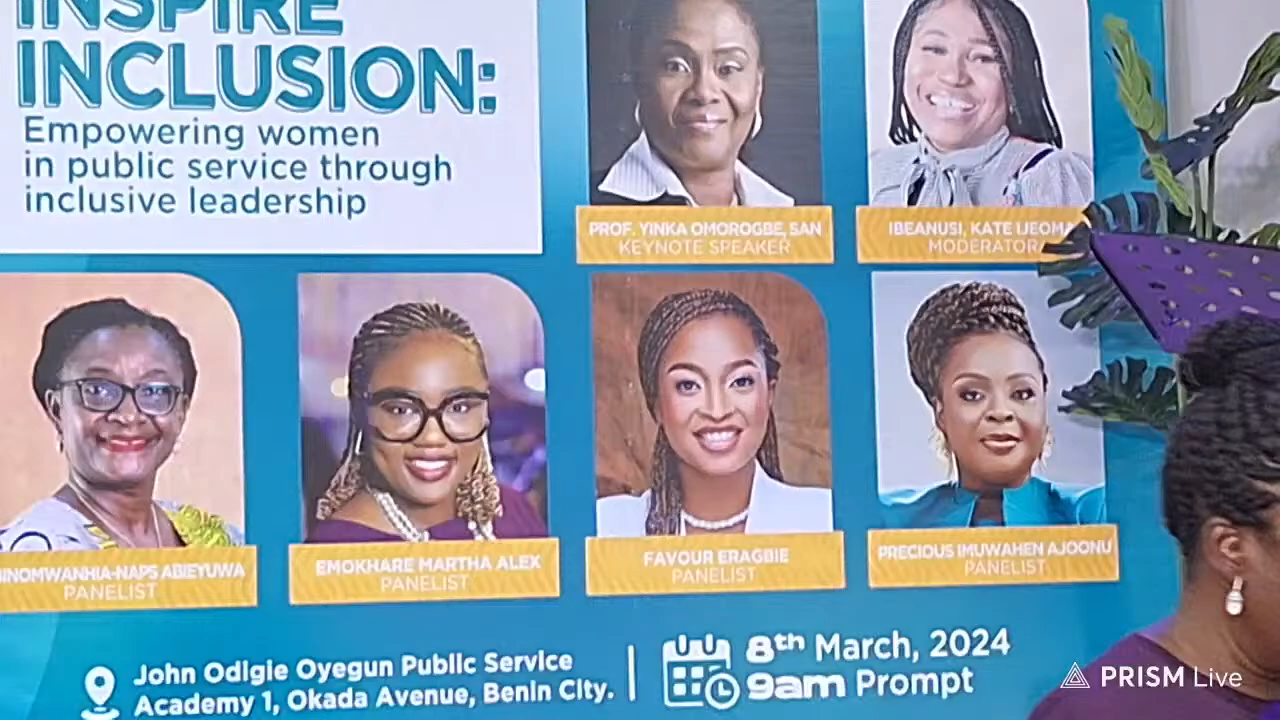 INSPIRE
INCLUSION:
Empowering women
in public service through
inclusive leadership
PROF. YINKA OMOROGBE, SAN
KEYNOTE SPEAKER
IBEANUSI, KATE IJEOMA
MODERATOR
ABIEYUWA
PANELIST
EMOKHARE MARTHA ALEX
PANELIST
FAVOUR ERAGBIE
PANELIST
PRECIOUS IMUWAHEN AJOONU
PANELIST
John Odigie Oyegun Public Service
Academy 1, Okada Avenue, Benin City.
8th March, 2024
9am Prompt
PRISM Live